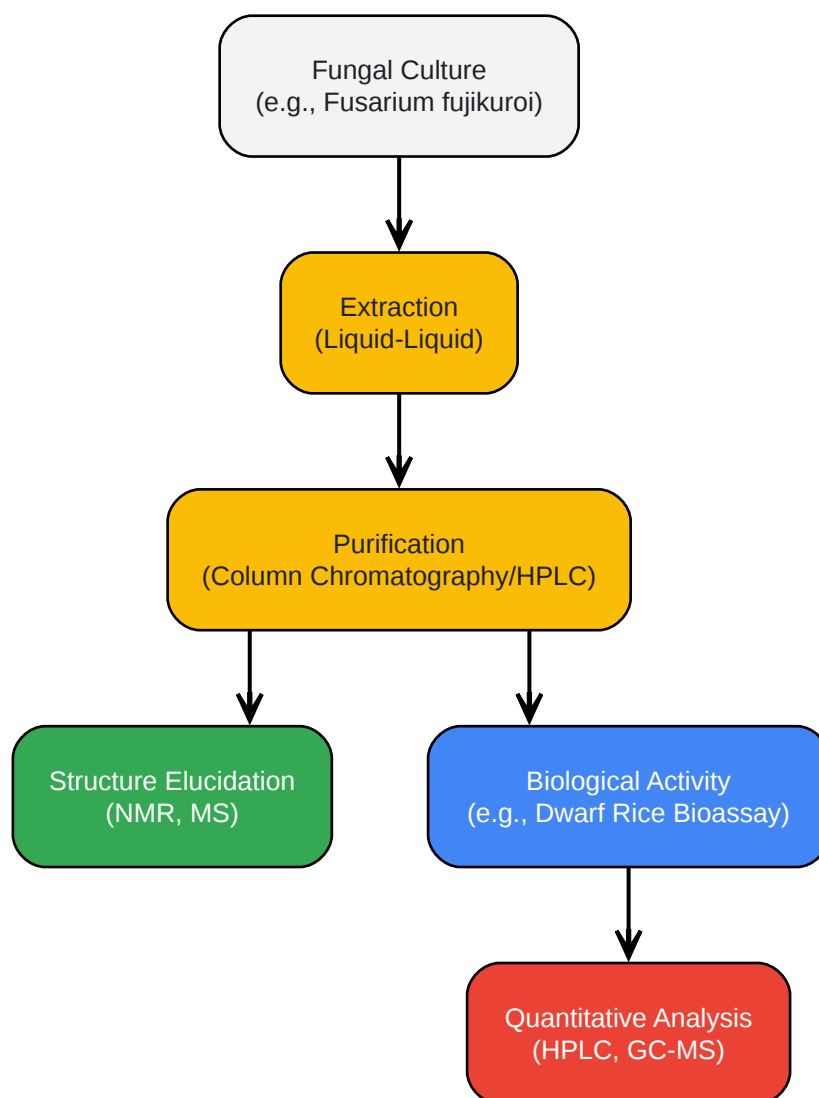 Fungal Culture
(e.g., Fusarium fujikuroi)
Extraction
(Liquid-Liquid)
Purification
(Column Chromatography/HPLC)
Structure Elucidation
(NMR, MS)
Biological Activity
(e.g., Dwarf Rice Bioassay)
Quantitative Analysis
(HPLC, GC-MS)